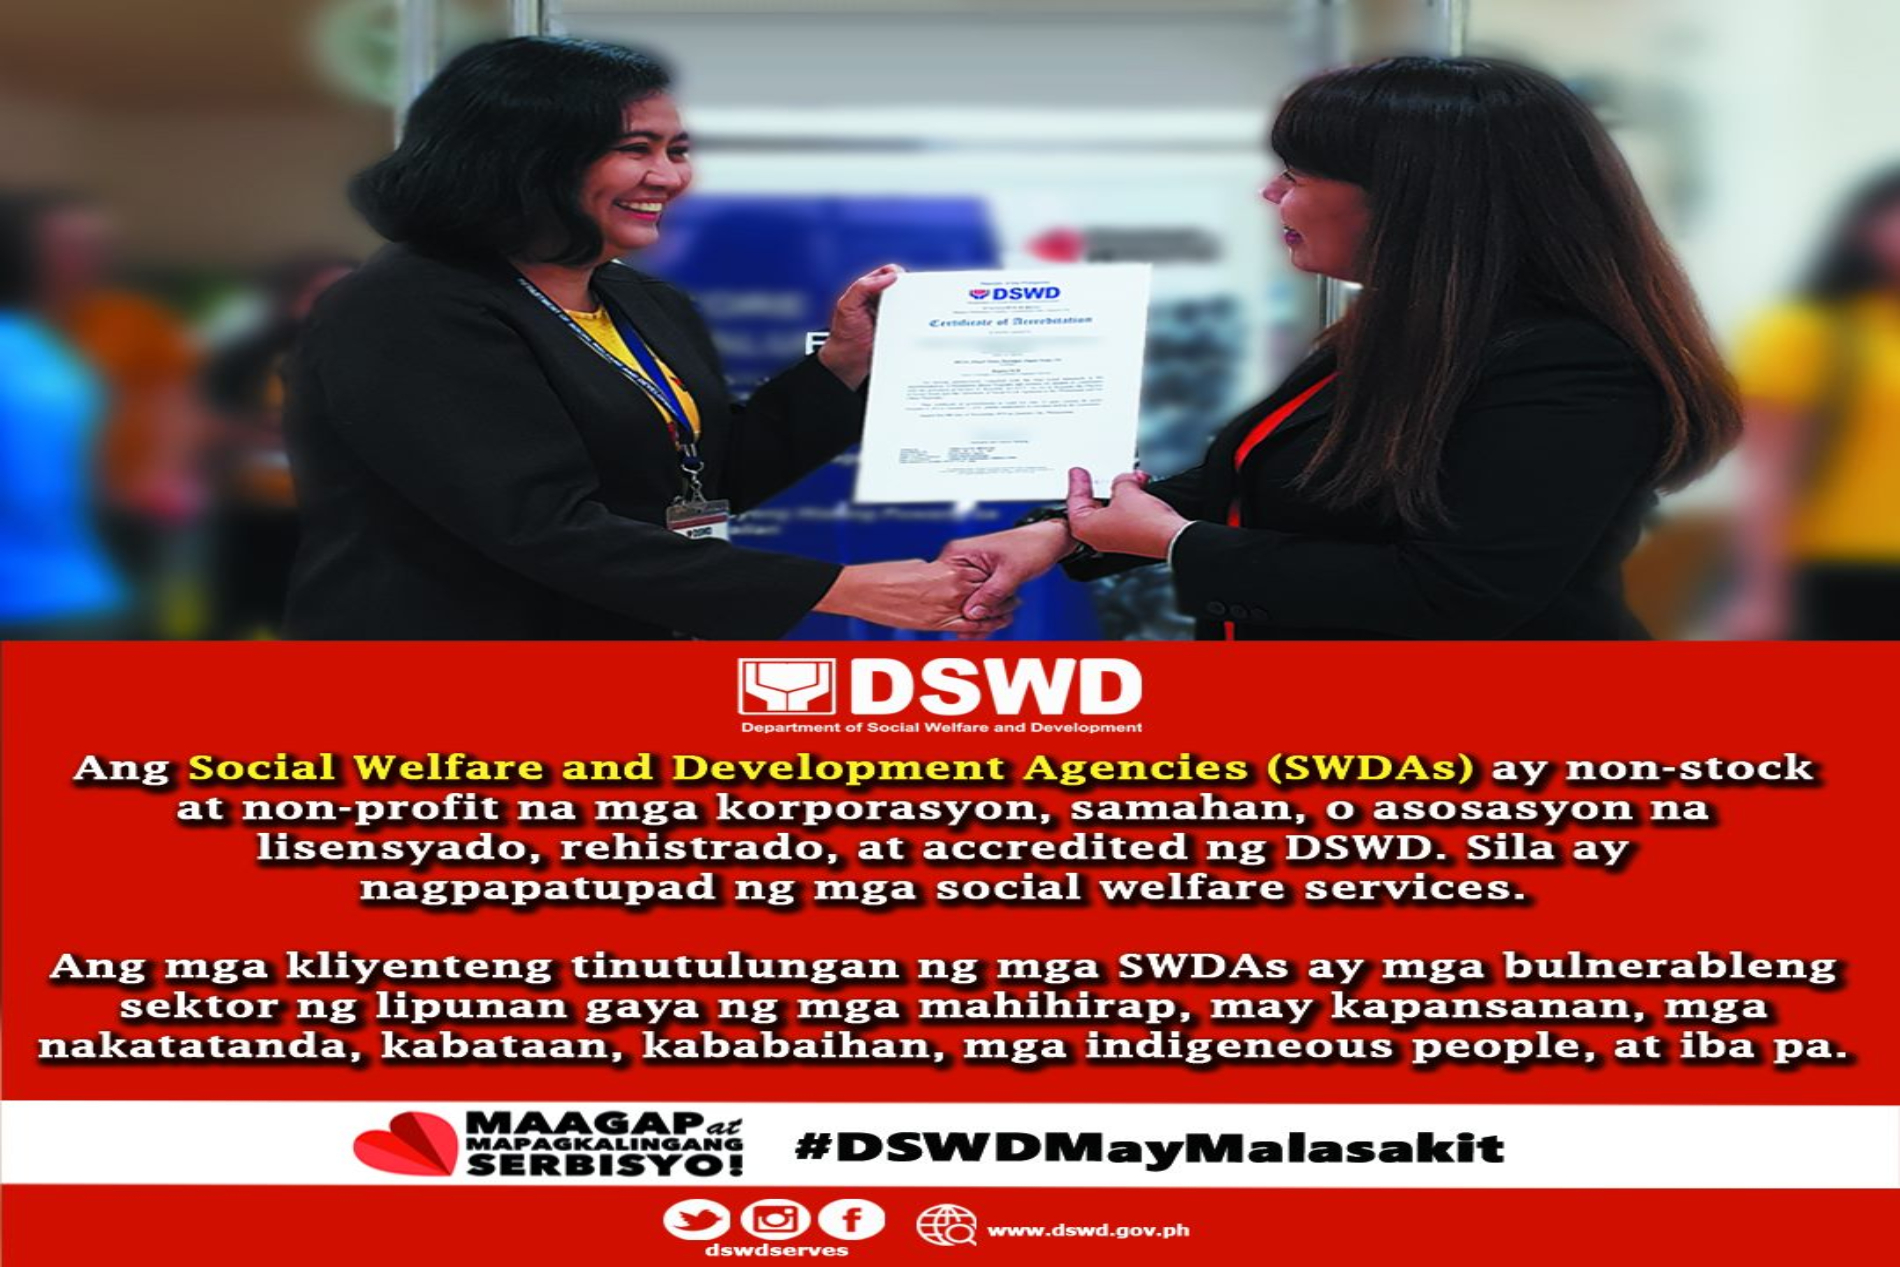 DSWD
Certificate of Accreditation
DSWD
Department of Social Welfare and Development
Ang Social Welfare and Development Agencies (SWDAs) ay non-stock
at non-profit na mga korporasyon, samahan, o asosasyon na
lisensyado, rehistrado, at accredited ng DSWD. Sila ay
nagpapatupad ng mga social welfare services.
Ang mga kliyenteng tinutulungan ng mga SWDAs ay mga bulnerableng
sektor ng lipunan gaya ng mga mahihirap, may kapansanan, mga
nakatatanda, kabataan, kababaihan, mga indigeneous people, at iba pa.
MAAGAP at
MAPAGKALINGANG
SERBISYO!
#DSWDMayMalasakit
dswdserves
www.dswd.gov.ph